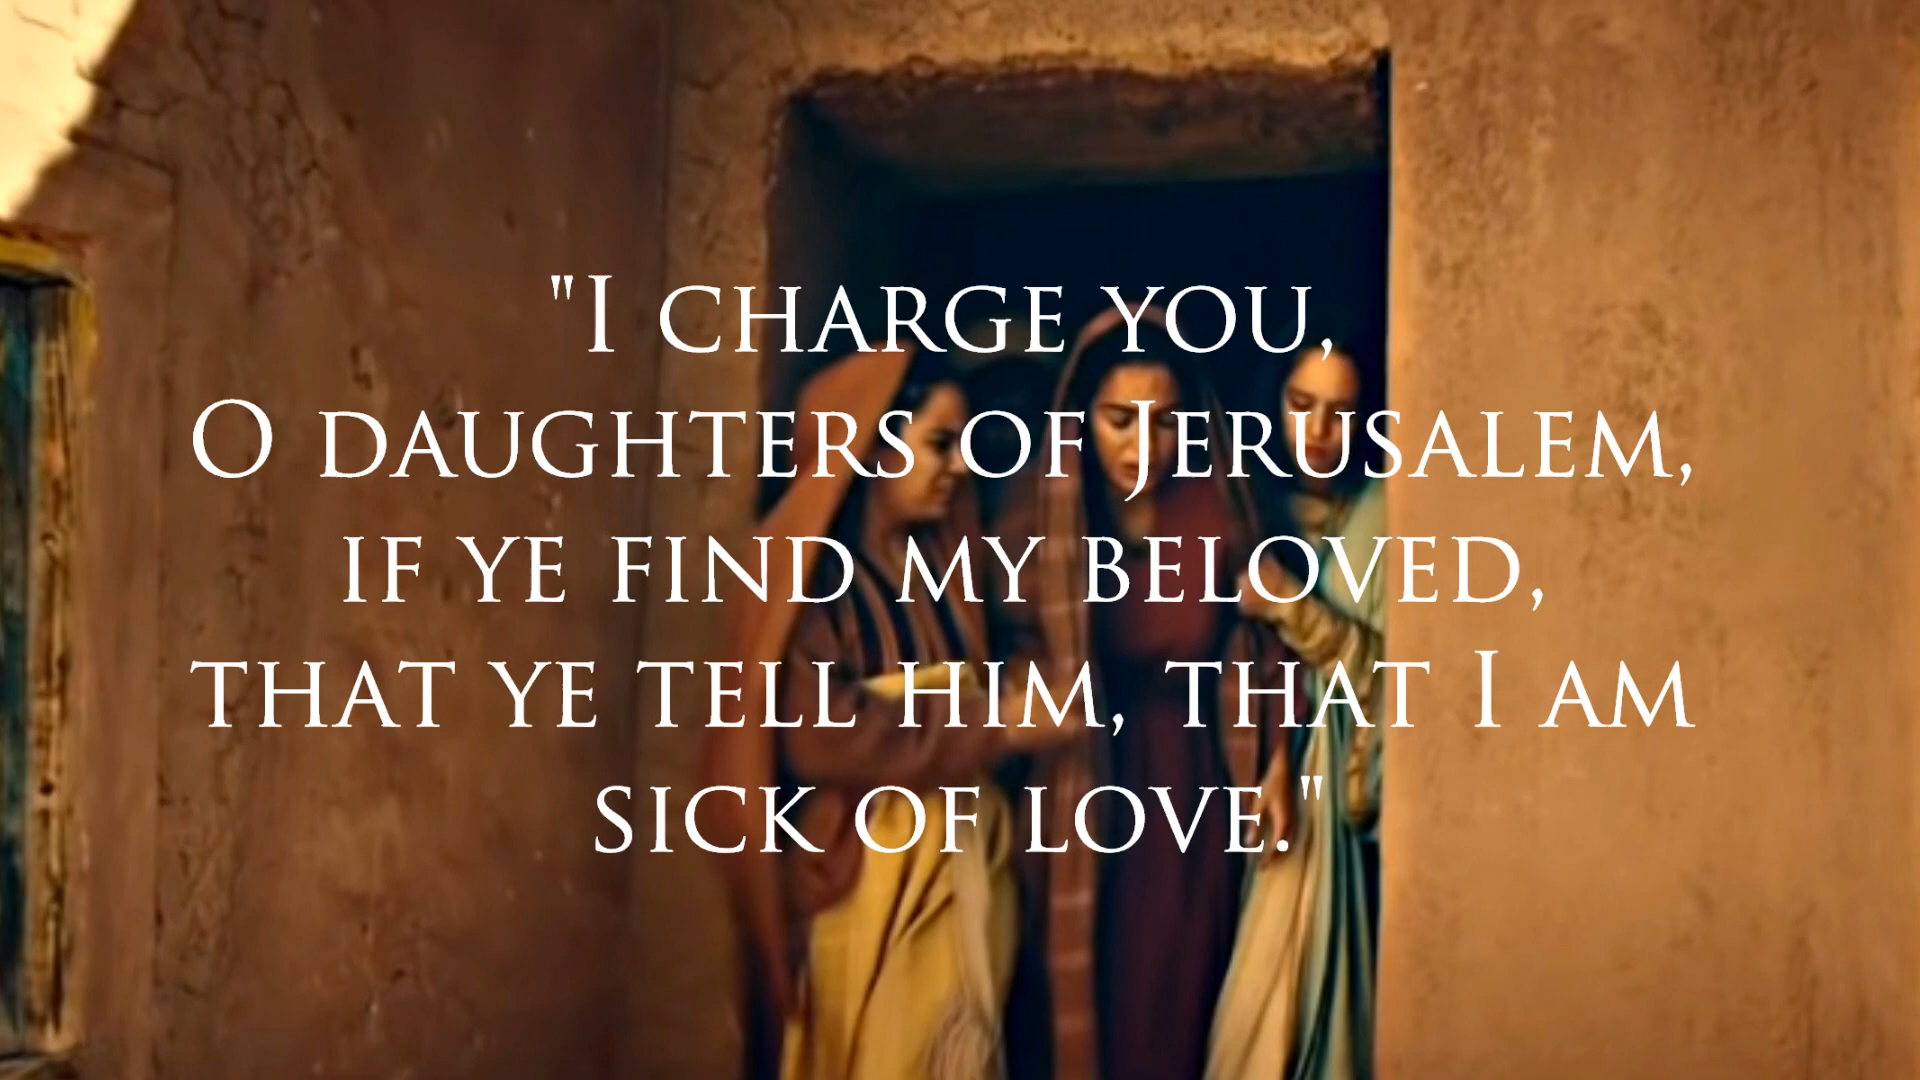 "I charge you,
O daughters of Jerusalem,
if ye find my beloved,
that ye tell him, that I am
sick of love."